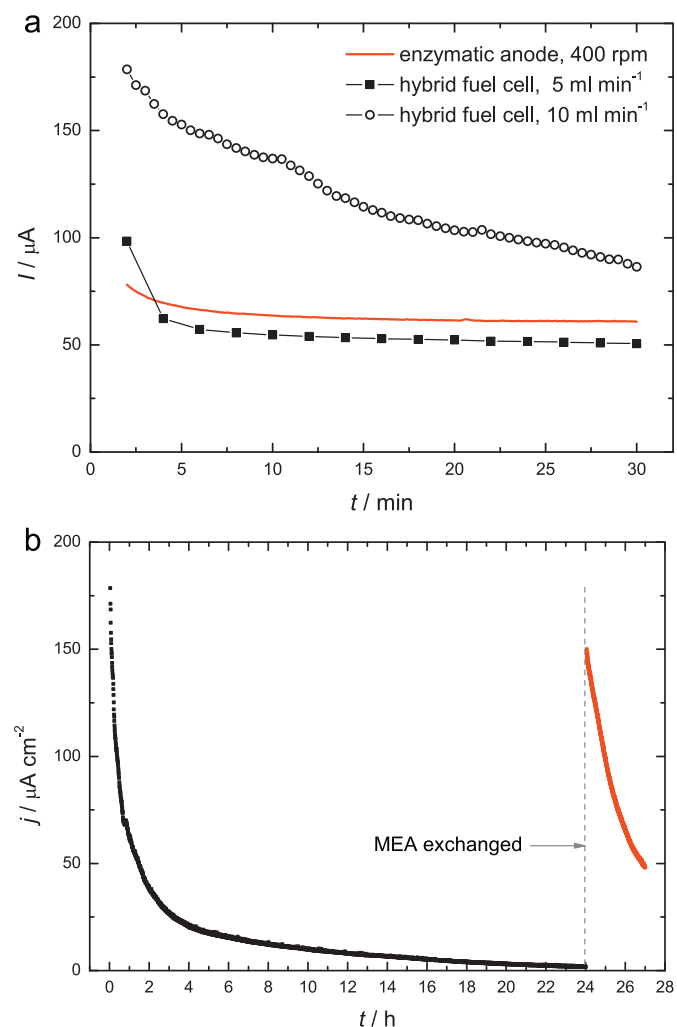 a
200
150
100
50
0
I / μA
enzymatic anode, 400 rpm
hybrid fuel cell, 5 ml min⁻¹
hybrid fuel cell, 10 ml min⁻¹
0 5 10 15 20 25 30
t / min
b
200
150
100
50
0
j / μA cm⁻²
MEA exchanged
0 2 4 6 8 10 12 14 16 18 20 22 24 26 28
t / h